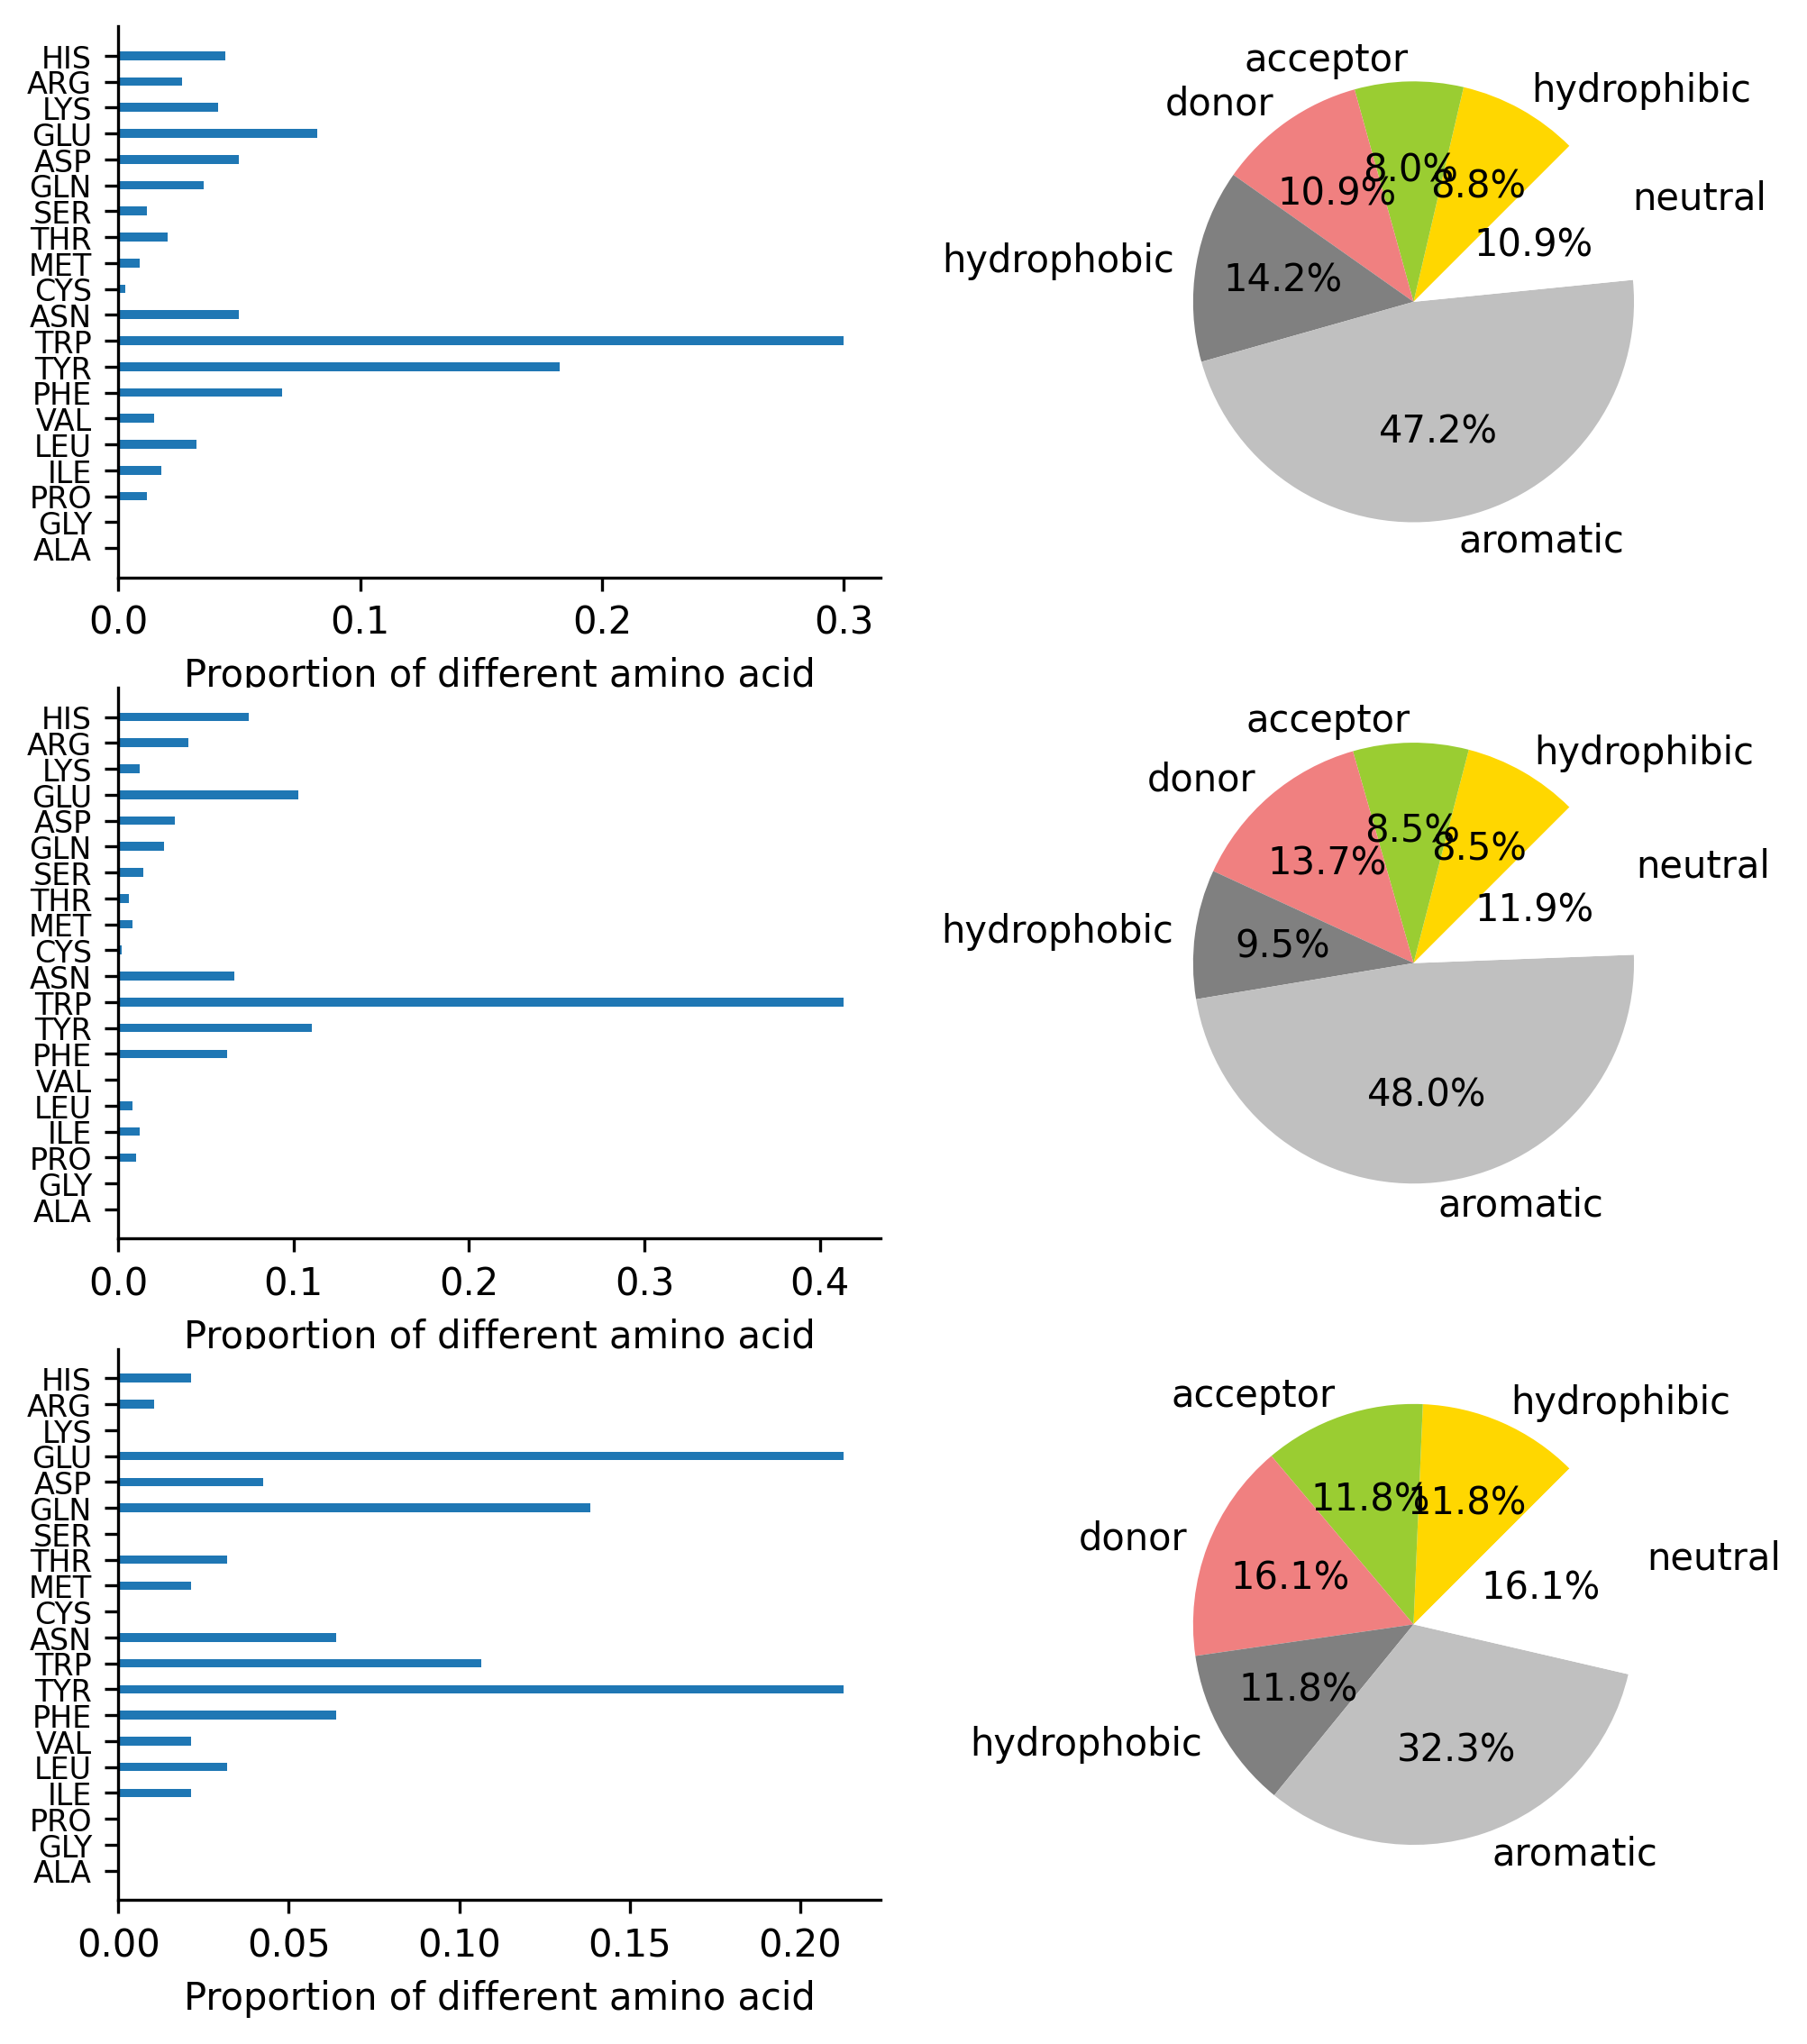 HIS
ARG
LYS
GLU
ASP
GLN
SER
THR
MET
CYS
ASN
TRP
TYR
PHE
VAL
LEU
ILE
PRO
GLY
ALA
0.0 0.1 0.2 0.3
Proportion of different amino acid
acceptor
hydrophibic
donor
neutral
8.0%
8.8%
10.9%
10.9%
hydrophobic
14.2%
47.2%
aromatic
HIS
ARG
LYS
GLU
ASP
GLN
SER
THR
MET
CYS
ASN
TRP
TYR
PHE
VAL
LEU
ILE
PRO
GLY
ALA
0.0 0.1 0.2 0.3 0.4
Proportion of different amino acid
acceptor
hydrophibic
donor
neutral
8.5%
8.5%
13.7%
11.9%
hydrophobic
9.5%
48.0%
aromatic
HIS
ARG
LYS
GLU
ASP
GLN
SER
THR
MET
CYS
ASN
TRP
TYR
PHE
VAL
LEU
ILE
PRO
GLY
ALA
0.00 0.05 0.10 0.15 0.20
Proportion of different amino acid
acceptor
hydrophibic
donor
neutral
11.8%
11.8%
16.1%
16.1%
11.8%
hydrophobic
32.3%
aromatic